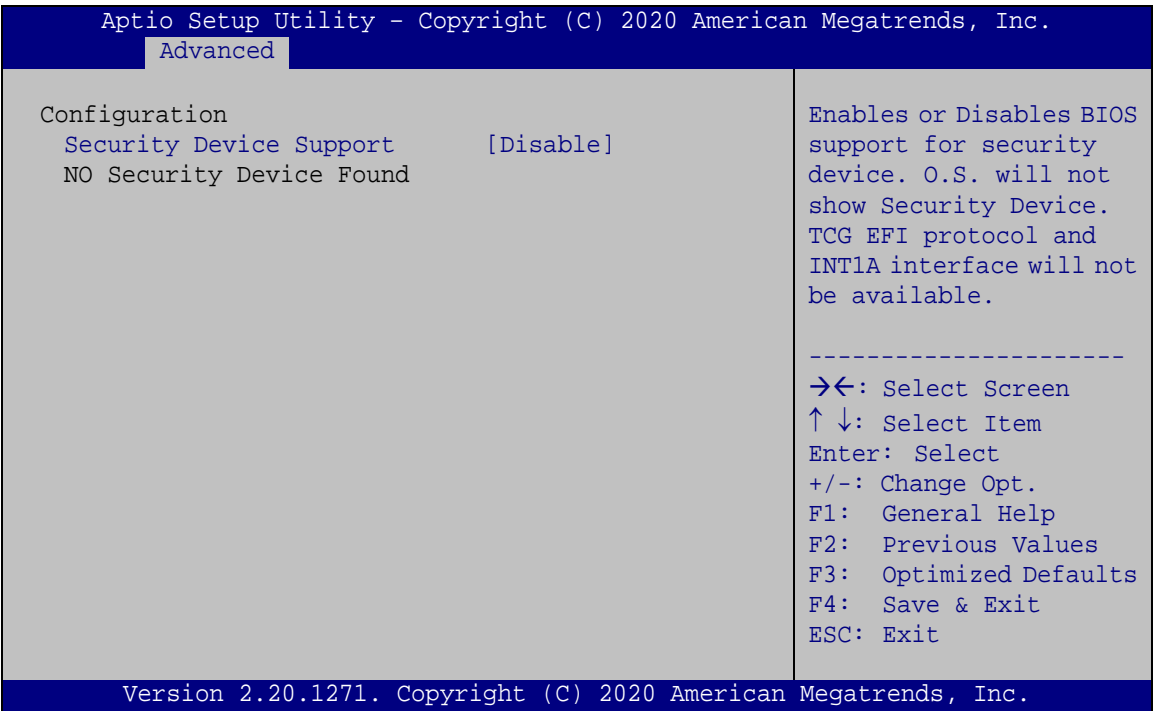 Aptio Setup Utility – Copyright (C) 2020 American Megatrends, Inc.
Advanced
Configuration
Security Device Support [Disable]
NO Security Device Found
Enables or Disables BIOS
support for security
device. O.S. will not
show Security Device.
TCG EFI protocol and
INT1A interface will not
be available.
----------------------
→←: Select Screen
↑ ↓: Select Item
Enter: Select
+/-: Change Opt.
F1: General Help
F2: Previous Values
F3: Optimized Defaults
F4: Save & Exit
ESC: Exit
Version 2.20.1271. Copyright (C) 2020 American Megatrends, Inc.